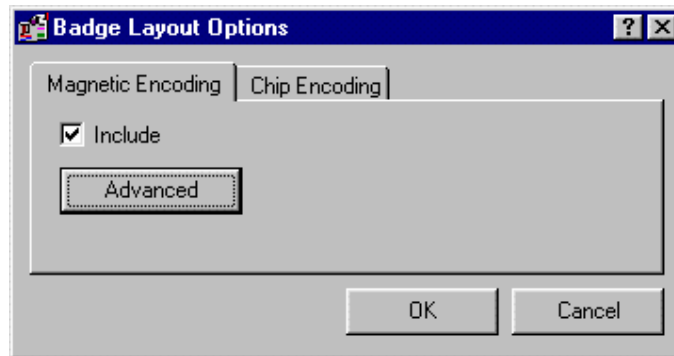 Badge Layout Options
Magnetic Encoding Chip Encoding
Include
Advanced
OK Cancel